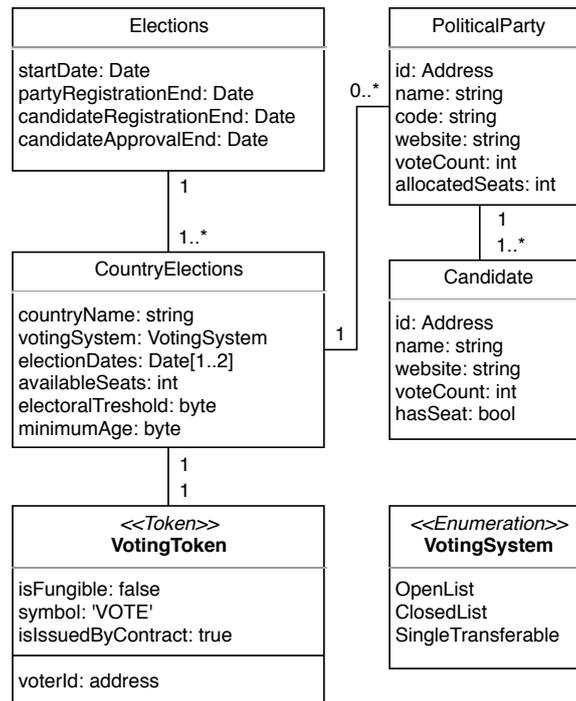 Elections
startDate: Date
partyRegistrationEnd: Date
candidateRegistrationEnd: Date
candidateApprovalEnd: Date
1
1..*
CountryElections
countryName: string
votingSystem: VotingSystem
electionDates: Date[1..2]
availableSeats: int
electoralTreshold: byte
minimumAge: byte
1
1
<<Token>>
VotingToken
isFungible: false
symbol: 'VOTE'
isIssuedByContract: true
voterId: address
0..*
1
PoliticalParty
id: Address
name: string
code: string
website: string
voteCount: int
allocatedSeats: int
1
1..*
Candidate
id: Address
name: string
website: string
voteCount: int
hasSeat: bool
<<Enumeration>>
VotingSystem
OpenList
ClosedList
SingleTransferable